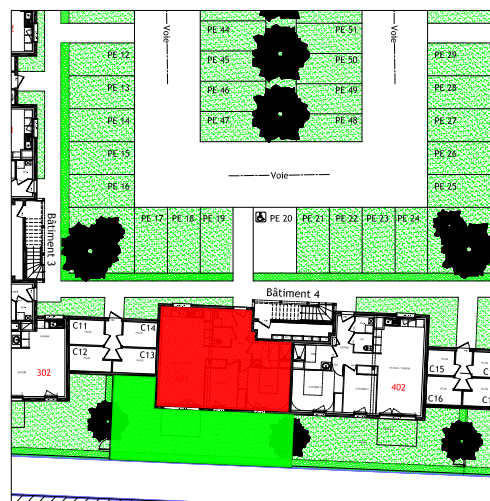 PE 44
PE 51
Voie
Voie
PE 12
PE 45
PE 50
PE 29
PE 13
PE 46
PE 49
PE 28
PE 14
PE 47
PE 48
PE 27
PE 15
PE 26
Voie
PE 16
PE 25
PE 17
PE 18
PE 19
PE 20
PE 21
PE 22
PE 23
PE 24
Bâtiment 3
Bâtiment 4
C11
C14
C12
C13
302
402
C15
C16